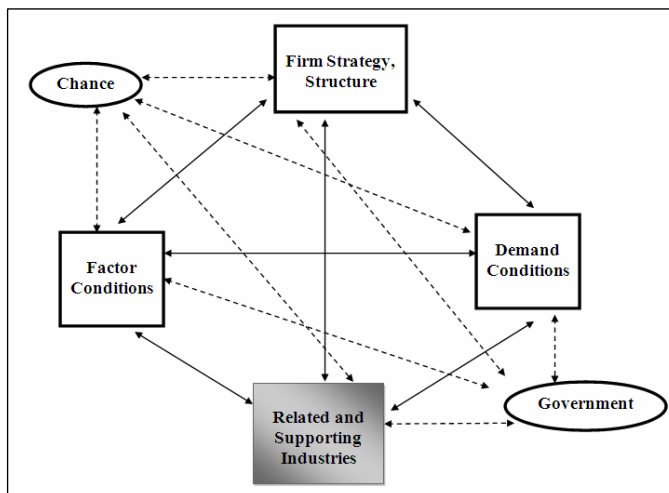 Firm Strategy,
Structure
Chance
Factor
Conditions
Demand
Conditions
Related and
Supporting
Industries
Government